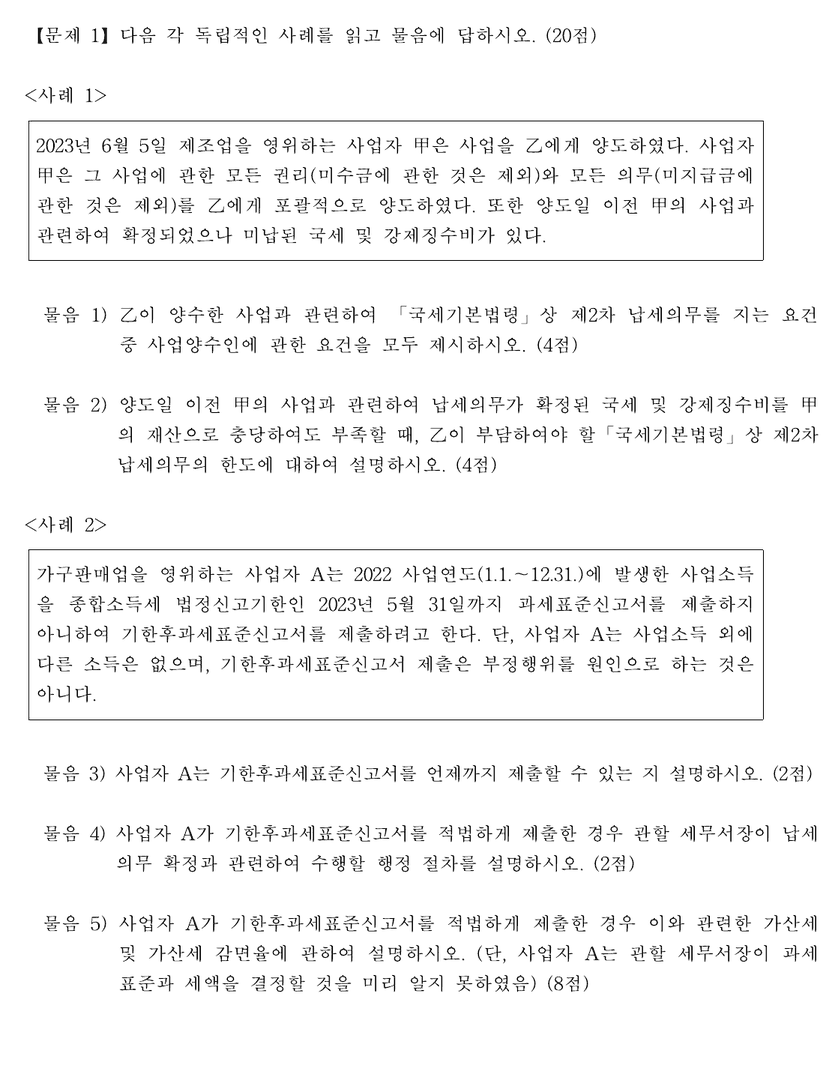 【문제 1】 다음 각 독립적인 사례를 읽고 물음에 답하시오. (20점)
<사례 1>
2023년 6월 5일 제조업을 영위하는 사업자 甲은 사업을 乙에게 양도하였다. 사업자
甲은 그 사업에 관한 모든 권리(미수금에 관한 것은 제외)와 모든 의무(미지급금에
관한 것은 제외)를 乙에게 포괄적으로 양도하였다. 또한 양도일 이전 甲의 사업과
관련하여 확정되었으나 미납된 국세 및 강제징수비가 있다.
물음 1) 乙이 양수한 사업과 관련하여 「국세기본법령」상 제2차 납세의무를 지는 요건
중 사업양수인에 관한 요건을 모두 제시하시오. (4점)
물음 2) 양도일 이전 甲의 사업과 관련하여 납세의무가 확정된 국세 및 강제징수비를 甲
의 재산으로 충당하여도 부족할 때, 乙이 부담하여야 할「국세기본법령」상 제2차
납세의무의 한도에 대하여 설명하시오. (4점)
<사례 2>
가구판매업을 영위하는 사업자 A는 2022 사업연도(1.1.～12.31.)에 발생한 사업소득
을 종합소득세 법정신고기한인 2023년 5월 31일까지 과세표준신고서를 제출하지
아니하여 기한후과세표준신고서를 제출하려고 한다. 단, 사업자 A는 사업소득 외에
다른 소득은 없으며, 기한후과세표준신고서 제출은 부정행위를 원인으로 하는 것은
아니다.
물음 3) 사업자 A는 기한후과세표준신고서를 언제까지 제출할 수 있는 지 설명하시오. (2점)
물음 4) 사업자 A가 기한후과세표준신고서를 적법하게 제출한 경우 관할 세무서장이 납세
의무 확정과 관련하여 수행할 행정 절차를 설명하시오. (2점)
물음 5) 사업자 A가 기한후과세표준신고서를 적법하게 제출한 경우 이와 관련한 가산세
및 가산세 감면율에 관하여 설명하시오. (단, 사업자 A는 관할 세무서장이 과세
표준과 세액을 결정할 것을 미리 알지 못하였음) (8점)